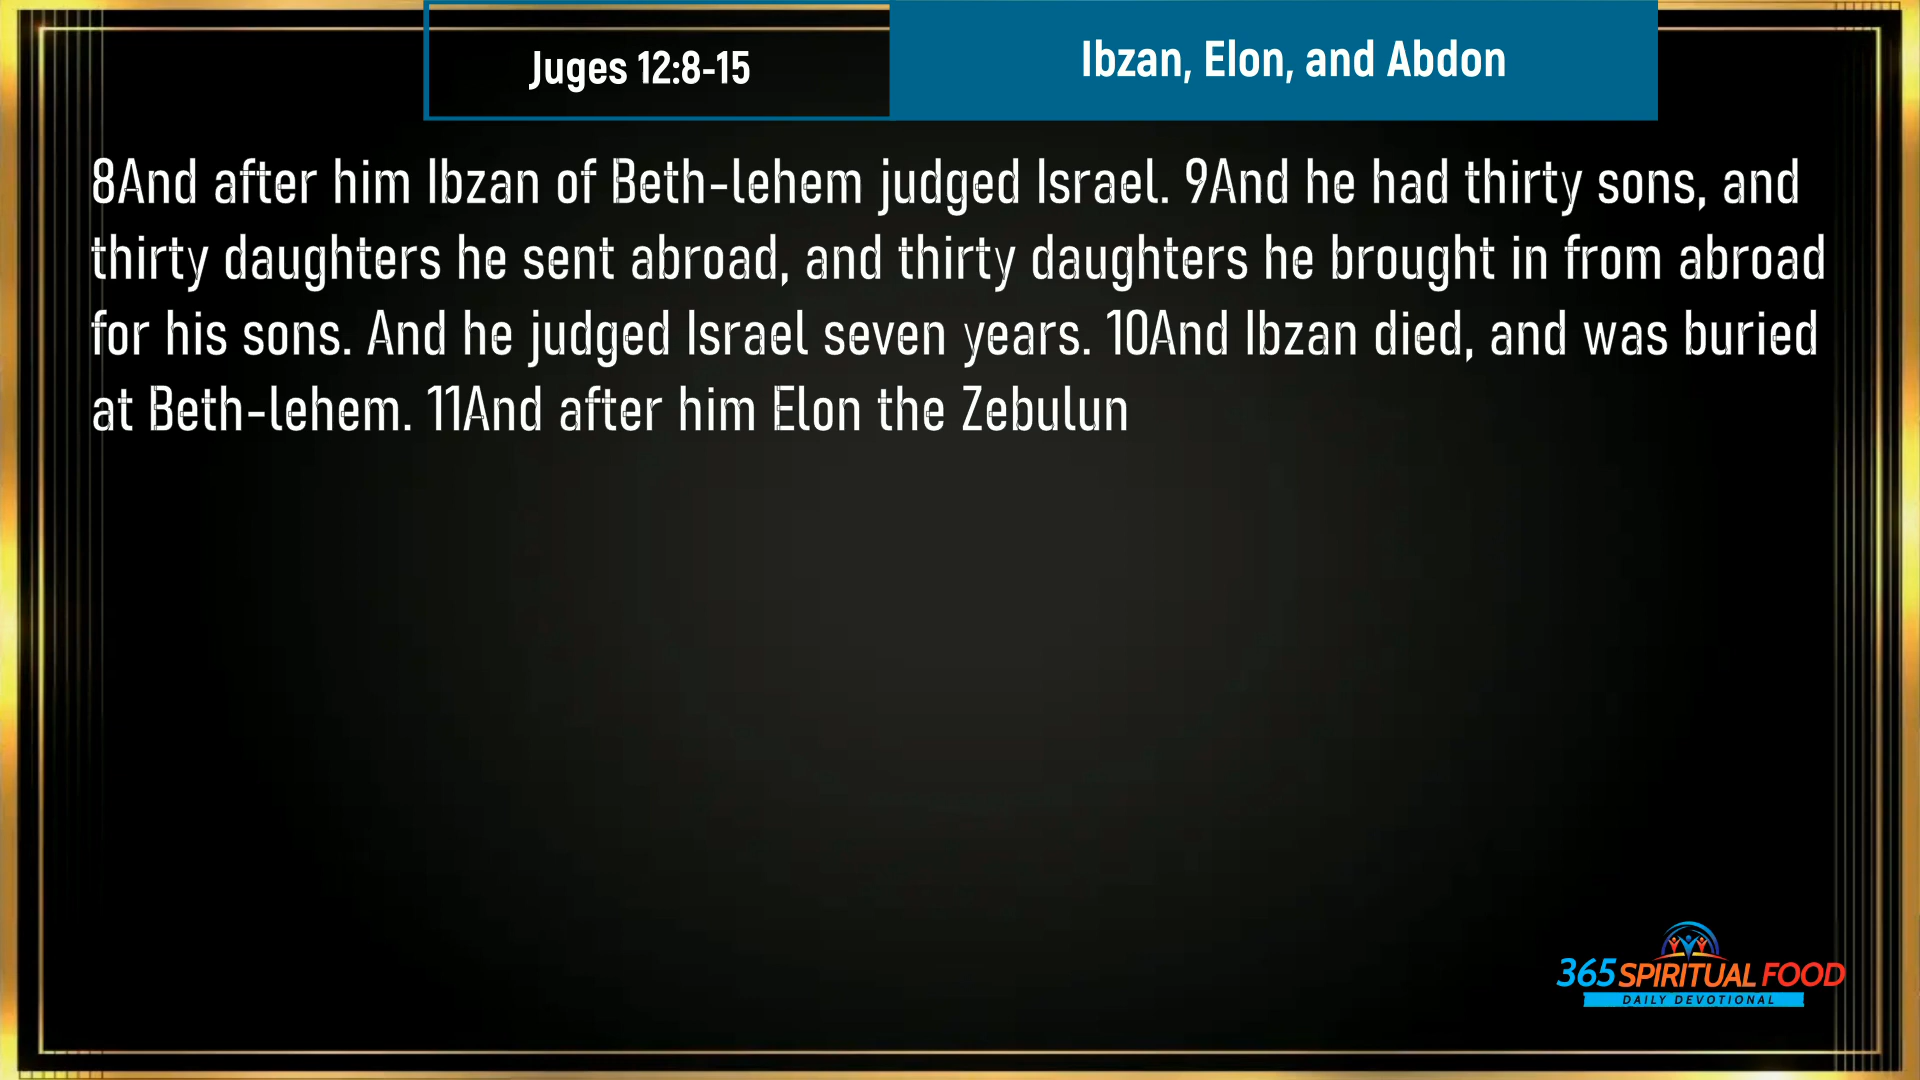 Juges 12:8-15
Ibzan, Elon, and Abdon
8And after him Ibzan of Beth-lehem judged Israel. 9And he had thirty sons, and
thirty daughters he sent abroad, and thirty daughters he brought in from abroad
for his sons. And he judged Israel seven years. 10And Ibzan died, and was buried
at Beth-lehem. 11And after him Elon the Zebulun
365 SPIRITUAL FOOD
DAILY DEVOTIONAL